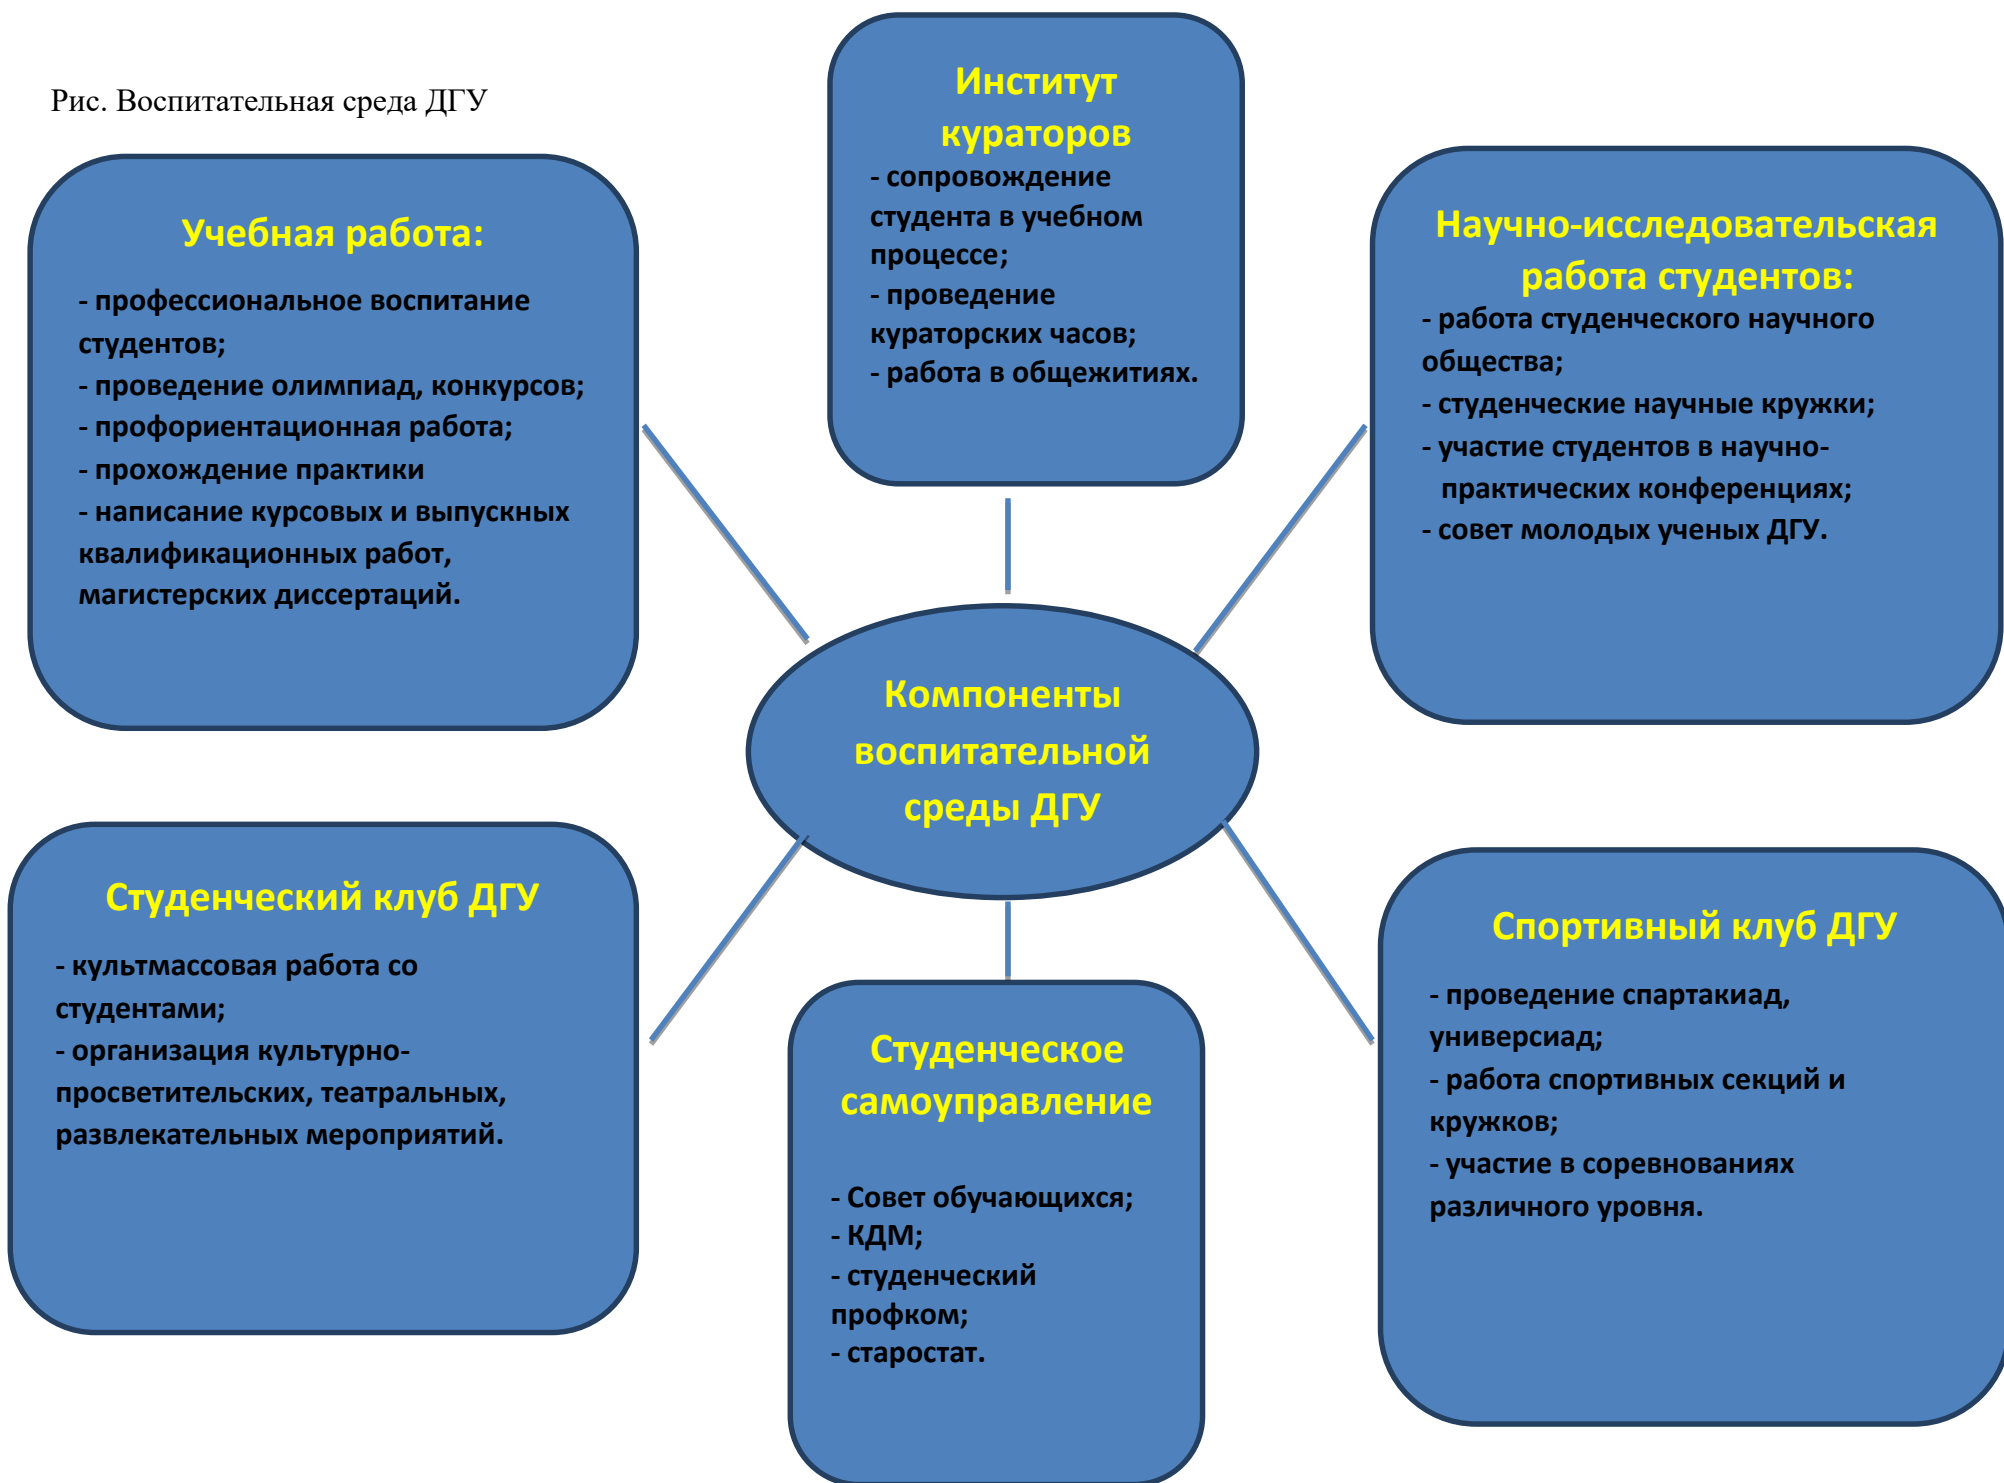 Рис. Воспитательная среда ДГУ
Институт
кураторов
- сопровождение
студента в учебном
процессе;
- проведение
кураторских часов;
- работа в общежитиях.
Учебная работа:
- профессиональное воспитание
студентов;
- проведение олимпиад, конкурсов;
- профориентационная работа;
- прохождение практики
- написание курсовых и выпускных
квалификационных работ,
магистерских диссертаций.
Научно-исследовательская
работа студентов:
- работа студенческого научного
общества;
- студенческие научные кружки;
- участие студентов в научно-
практических конференциях;
- совет молодых ученых ДГУ.
Компоненты
воспитательной
среды ДГУ
Студенческий клуб ДГУ
- культмассовая работа со
студентами;
- организация культурно-
просветительских, театральных,
развлекательных мероприятий.
Студенческое
самоуправление
- Совет обучающихся;
- КДМ;
- студенческий
профком;
- старостат.
Спортивный клуб ДГУ
- проведение спартакиад,
универсиад;
- работа спортивных секций и
кружков;
- участие в соревнованиях
различного уровня.